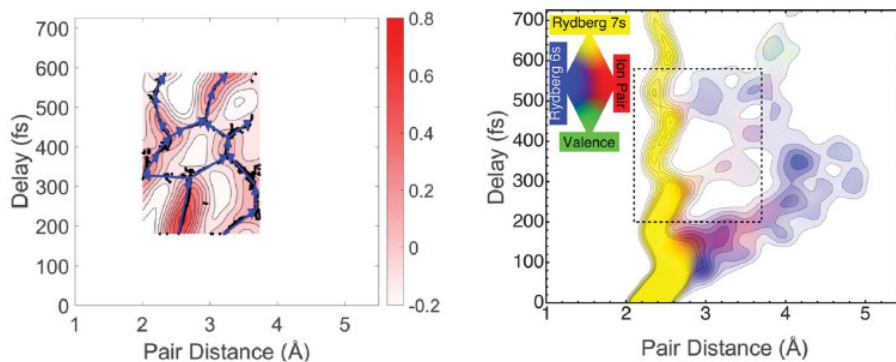 700
600
500
400
300
200
100
0
Delay (fs)
1 2 3 4 5
Pair Distance (Å)
0.8
0.6
0.4
0.2
0
-0.2
Rydberg 7s
Rydberg 6s
Ion Pair
Valence
700
600
500
400
300
200
100
0
Delay (fs)
1 2 3 4 5
Pair Distance (Å)